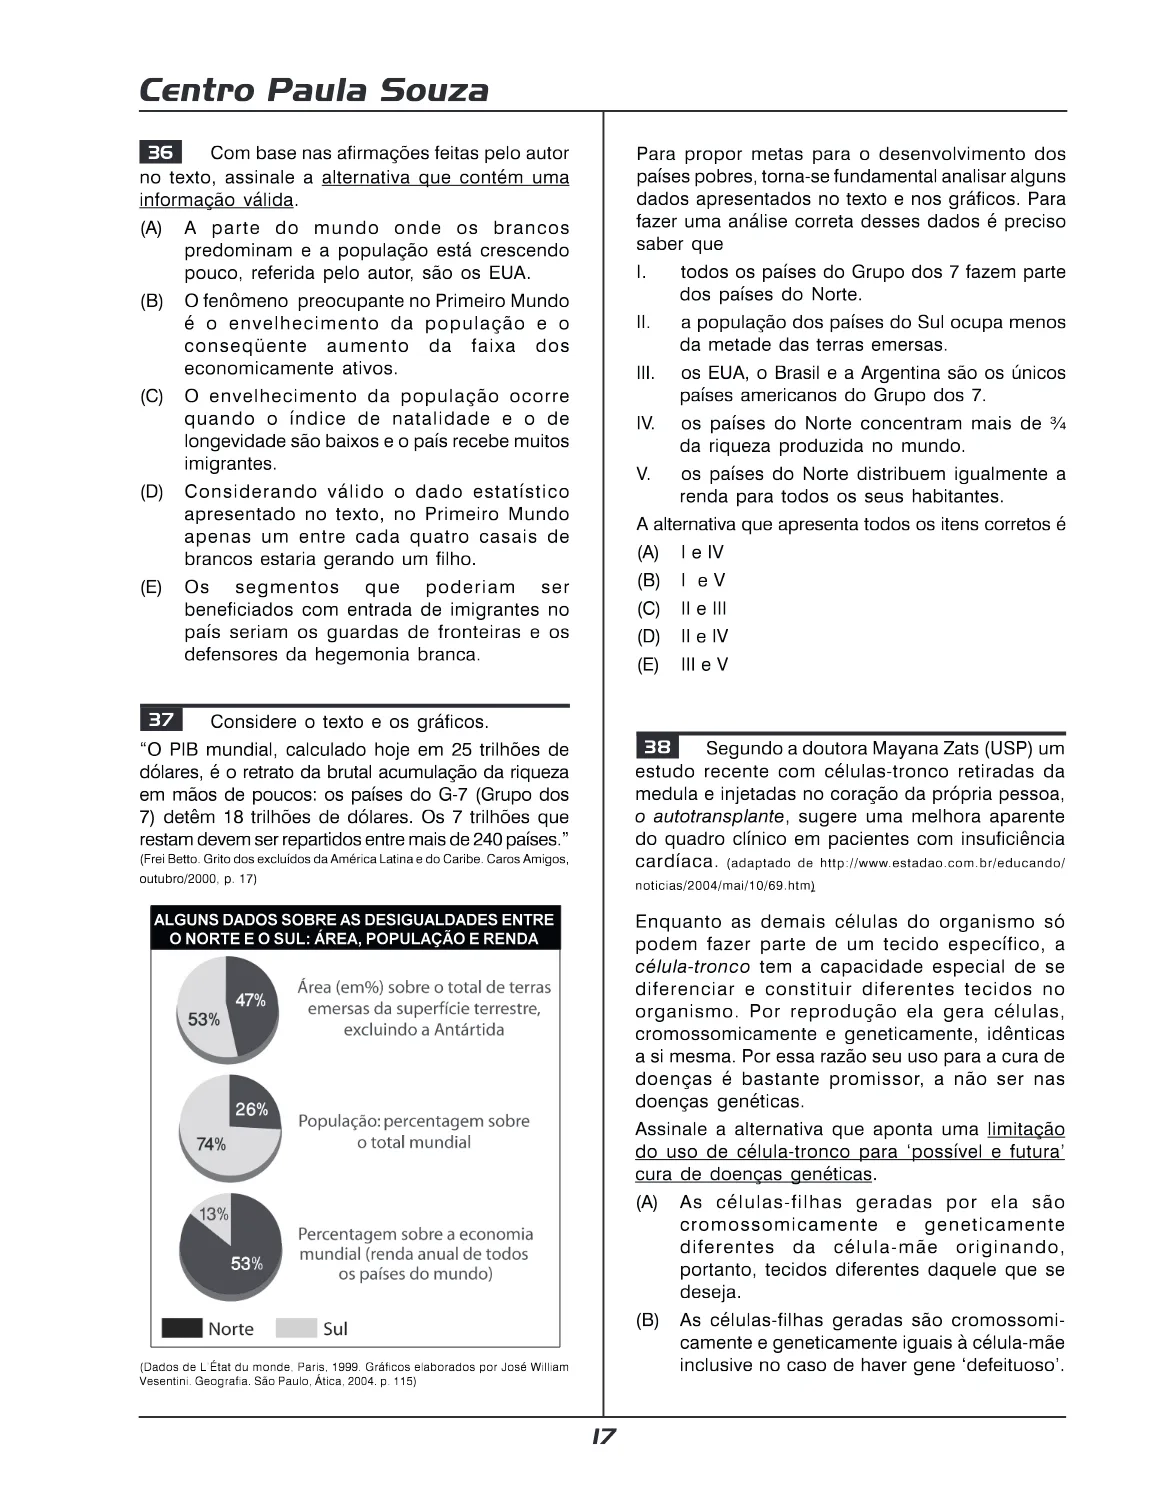 Centro Paula Souza
36 Com base nas afirmações feitas pelo autor
no texto, assinale a alternativa que contém uma
informação válida.
(A) A parte do mundo onde os brancos
predominam e a população está crescendo
pouco, referida pelo autor, são os EUA.
(B) O fenômeno preocupante no Primeiro Mundo
é o envelhecimento da população e o
conseqüente aumento da faixa dos
economicamente ativos.
(C) O envelhecimento da população ocorre
quando o índice de natalidade e o de
longevidade são baixos e o país recebe muitos
imigrantes.
(D) Considerando válido o dado estatístico
apresentado no texto, no Primeiro Mundo
apenas um entre cada quatro casais de
brancos estaria gerando um filho.
(E) Os segmentos que poderiam ser
beneficiados com entrada de imigrantes no
país seriam os guardas de fronteiras e os
defensores da hegemonia branca.
37 Considere o texto e os gráficos.
“O PIB mundial, calculado hoje em 25 trilhões de
dólares, é o retrato da brutal acumulação da riqueza
em mãos de poucos: os países do G-7 (Grupo dos
7) detêm 18 trilhões de dólares. Os 7 trilhões que
restam devem ser repartidos entre mais de 240 países.”
(Frei Betto. Grito dos excluídos da América Latina e do Caribe. Caros Amigos,
outubro/2000, p. 17)
ALGUNS DADOS SOBRE AS DESIGUALDADES ENTRE
O NORTE E O SUL: ÁREA, POPULAÇÃO E RENDA
47%
53%
Área (em%) sobre o total de terras
emersas da superfície terrestre,
excluindo a Antártida
26%
74%
População: percentagem sobre
o total mundial
13%
53%
Percentagem sobre a economia
mundial (renda anual de todos
os países do mundo)
Norte Sul
(Dados de L´État du monde. Paris, 1999. Gráficos elaborados por José William
Vesentini. Geografia. São Paulo, Ática, 2004. p. 115)
Para propor metas para o desenvolvimento dos
países pobres, torna-se fundamental analisar alguns
dados apresentados no texto e nos gráficos. Para
fazer uma análise correta desses dados é preciso
saber que
I. todos os países do Grupo dos 7 fazem parte
dos países do Norte.
II. a população dos países do Sul ocupa menos
da metade das terras emersas.
III. os EUA, o Brasil e a Argentina são os únicos
países americanos do Grupo dos 7.
IV. os países do Norte concentram mais de ¾
da riqueza produzida no mundo.
V. os países do Norte distribuem igualmente a
renda para todos os seus habitantes.
A alternativa que apresenta todos os itens corretos é
(A) I e IV
(B) I e V
(C) II e III
(D) II e IV
(E) III e V
38 Segundo a doutora Mayana Zats (USP) um
estudo recente com células-tronco retiradas da
medula e injetadas no coração da própria pessoa,
o autotransplante, sugere uma melhora aparente
do quadro clínico em pacientes com insuficiência
cardíaca. (adaptado de http://www.estadao.com.br/educando/
noticias/2004/mai/10/69.htm)
Enquanto as demais células do organismo só
podem fazer parte de um tecido específico, a
célula-tronco tem a capacidade especial de se
diferenciar e constituir diferentes tecidos no
organismo. Por reprodução ela gera células,
cromossomicamente e geneticamente, idênticas
a si mesma. Por essa razão seu uso para a cura de
doenças é bastante promissor, a não ser nas
doenças genéticas.
Assinale a alternativa que aponta uma limitação
do uso de célula-tronco para ‘possível e futura’
cura de doenças genéticas.
(A) As células-filhas geradas por ela são
cromossomicamente e geneticamente
diferentes da célula-mãe originando,
portanto, tecidos diferentes daquele que se
deseja.
(B) As células-filhas geradas são cromossomi-
camente e geneticamente iguais à célula-mãe
inclusive no caso de haver gene ‘defeituoso’.
17